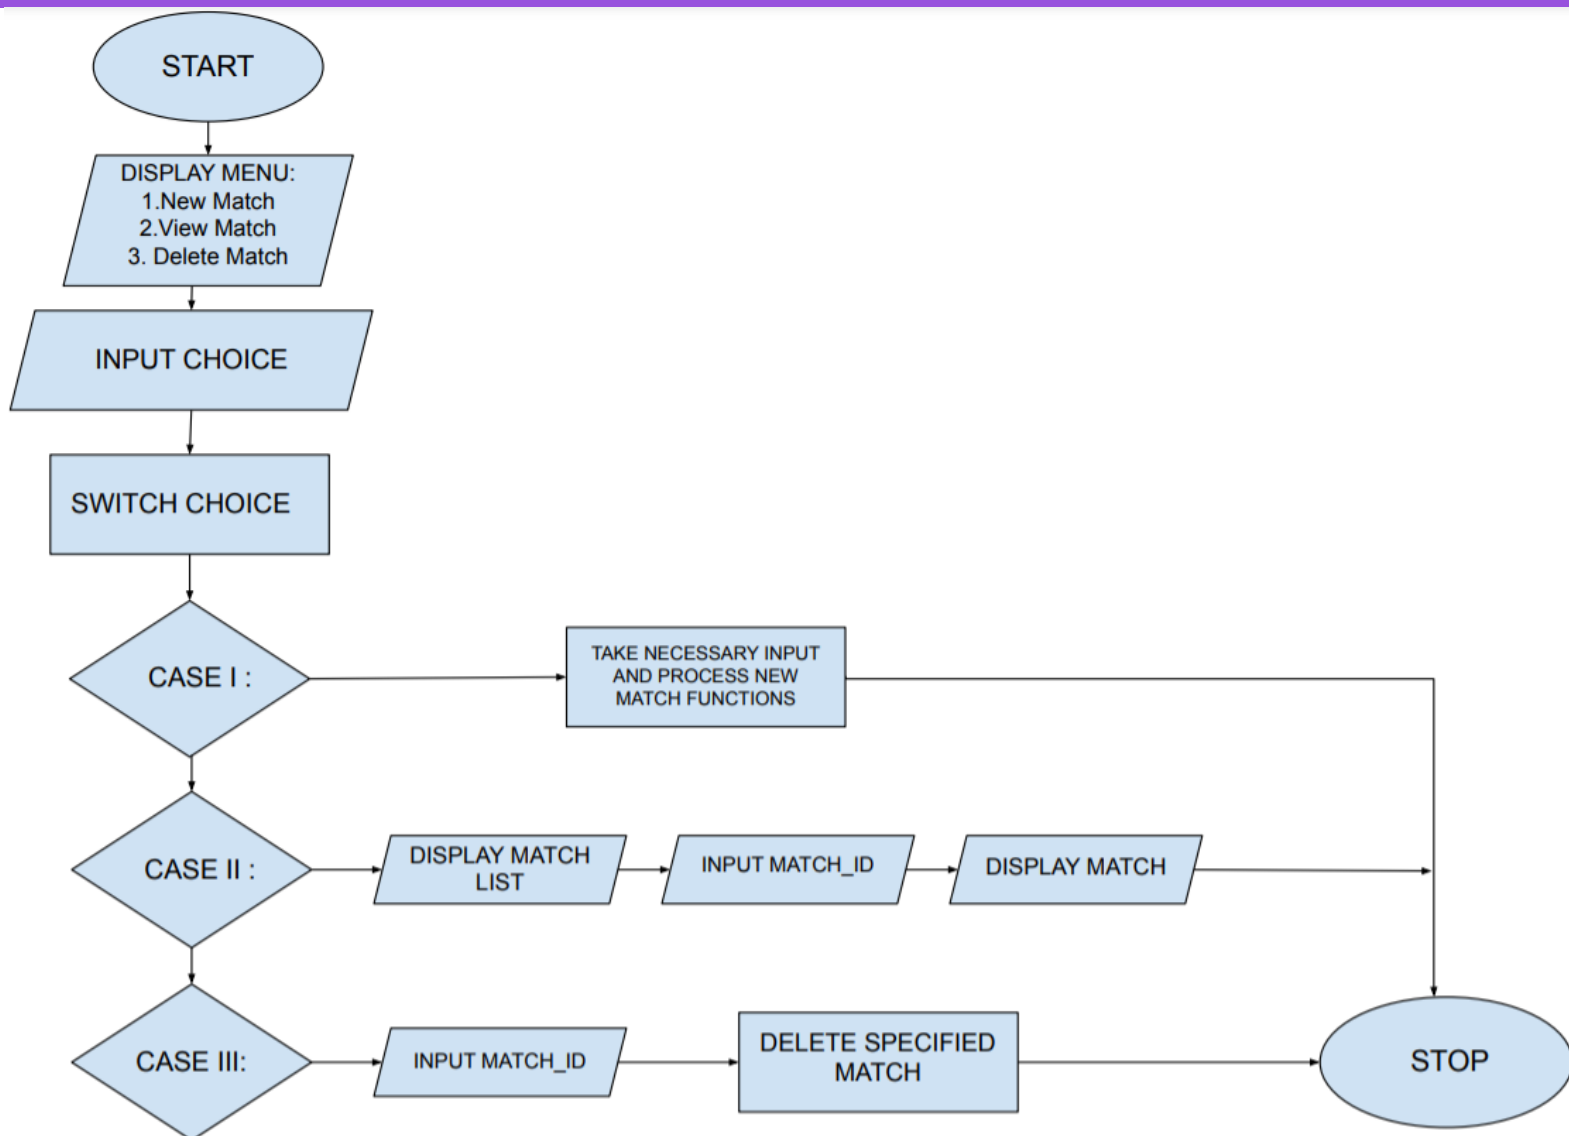 START
DISPLAY MENU:
1.New Match
2.View Match
3. Delete Match
INPUT CHOICE
SWITCH CHOICE
CASE I :
TAKE NECESSARY INPUT
AND PROCESS NEW
MATCH FUNCTIONS
CASE II :
DISPLAY MATCH
LIST
INPUT MATCH_ID
DISPLAY MATCH
CASE III:
INPUT MATCH_ID
DELETE SPECIFIED
MATCH
STOP